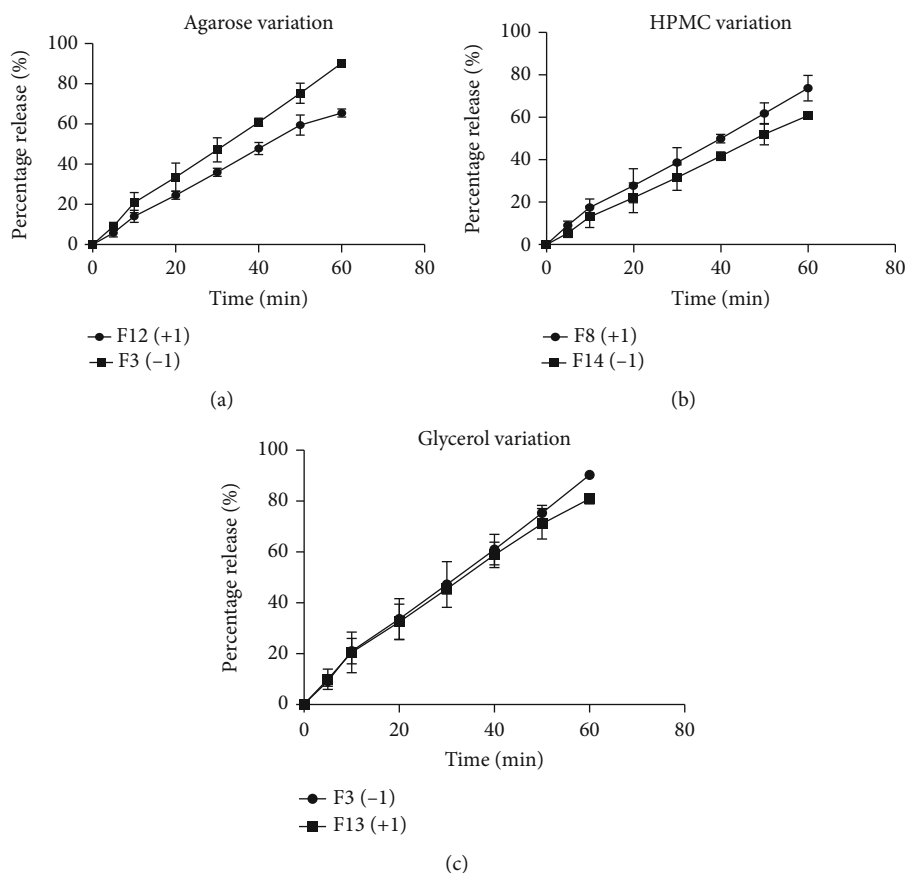 Agarose variation
Percentage release (%)
100
80
60
40
20
0
0 20 40 60 80
Time (min)
F12 (+1)
F3 (–1)
(a)
HPMC variation
Percentage release (%)
100
80
60
40
20
0
0 20 40 60 80
Time (min)
F8 (+1)
F14 (–1)
(b)
Glycerol variation
Percentage release (%)
100
80
60
40
20
0
0 20 40 60 80
Time (min)
F3 (–1)
F13 (+1)
(c)